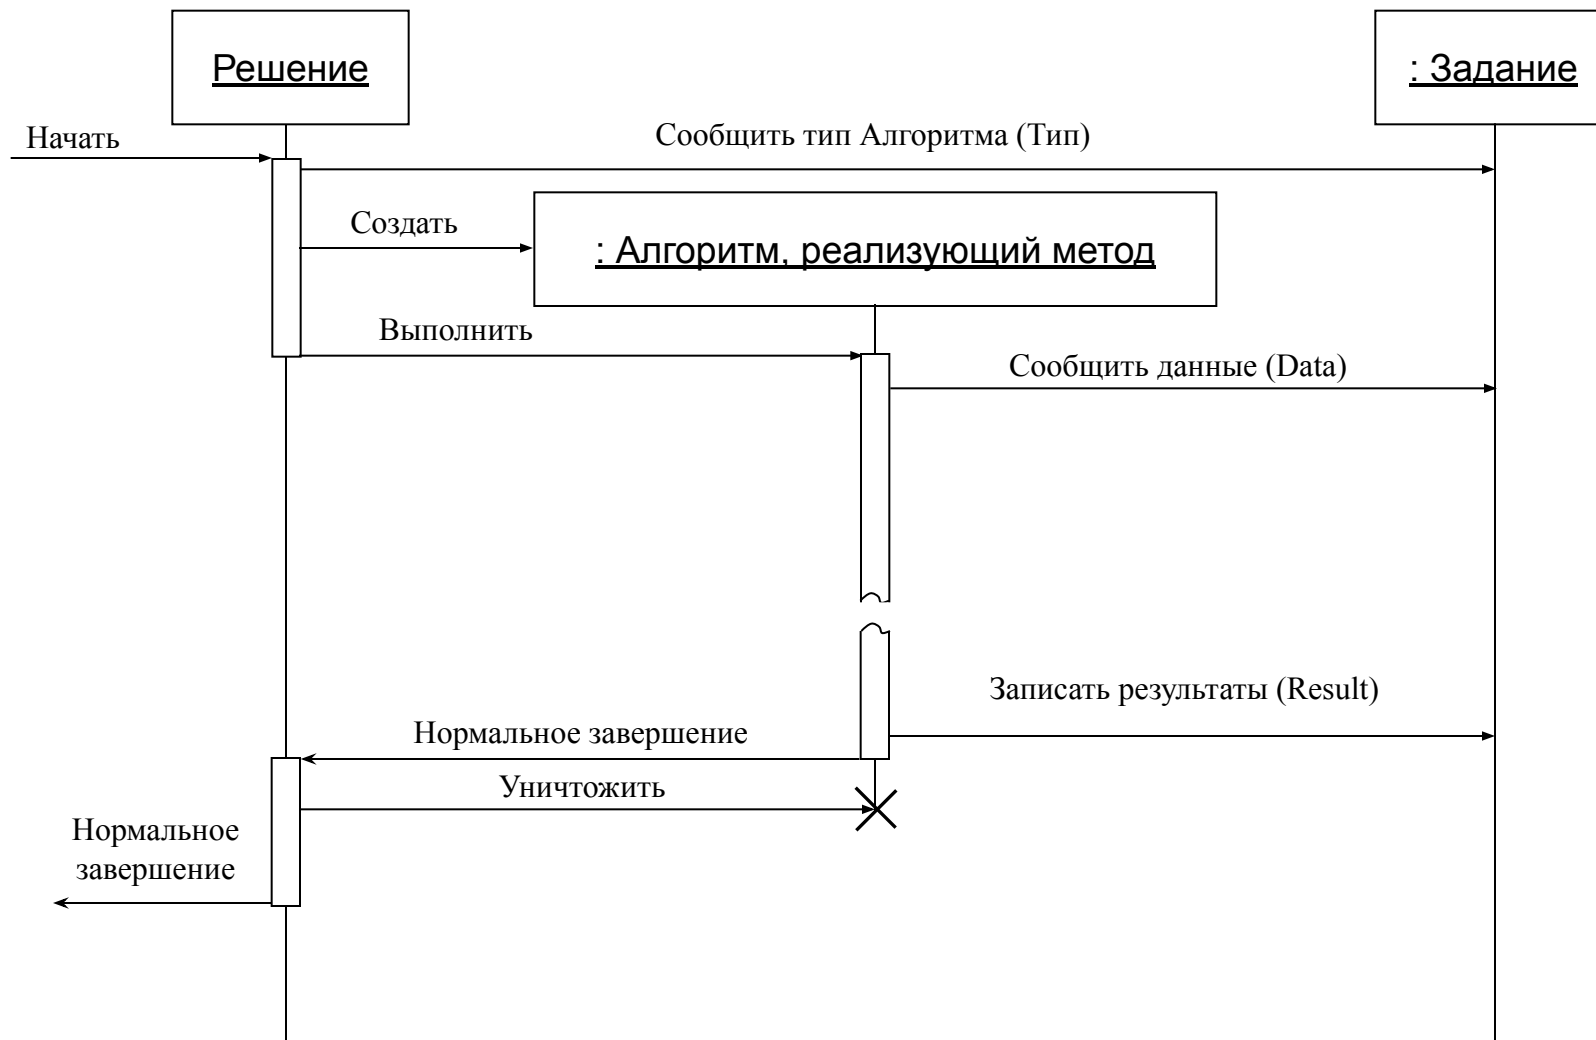 Решение
: Задание
Начать
Сообщить тип Алгоритма (Тип)
Создать
: Алгоритм, реализующий метод
Выполнить
Сообщить данные (Data)
Записать результаты (Result)
Нормальное завершение
Уничтожить
Нормальное
завершение